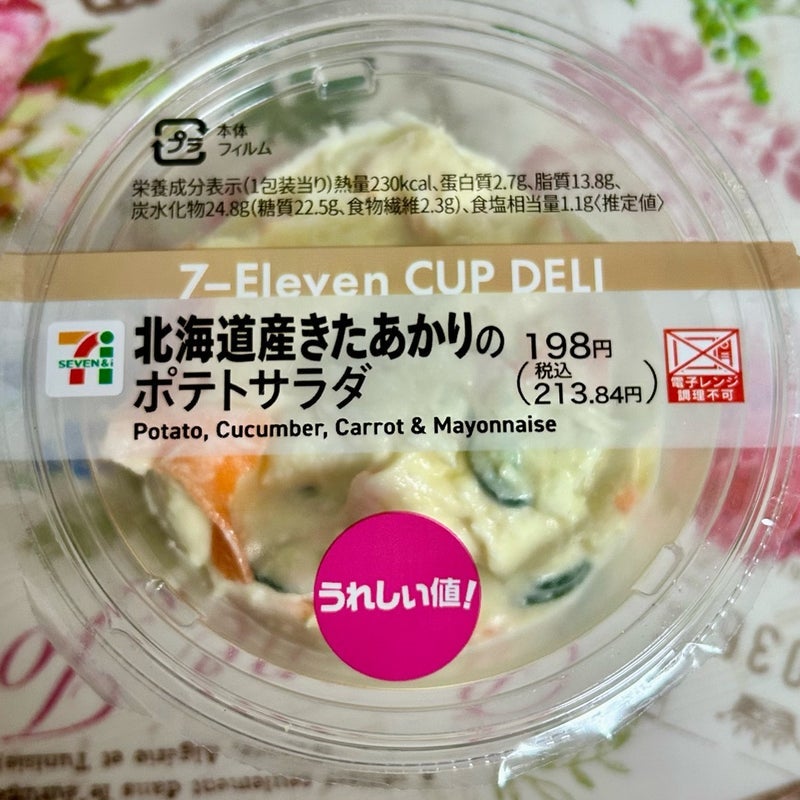 プラ
本体
フィルム
栄養成分表示(1包装当り)熱量230kcal、蛋白質2.7g、脂質13.8g、
炭水化物24.8g(糖質22.5g、食物繊維2.3g)、食塩相当量1.1g〈推定値〉
7-Eleven CUP DELI
SEVEN&i
北海道産きたあかりの
ポテトサラダ
198円
(税込
213.84円)
電子レンジ
調理不可
Potato, Cucumber, Carrot & Mayonnaise
うれしい値!
Algérie et Tunisie
seulement dans le